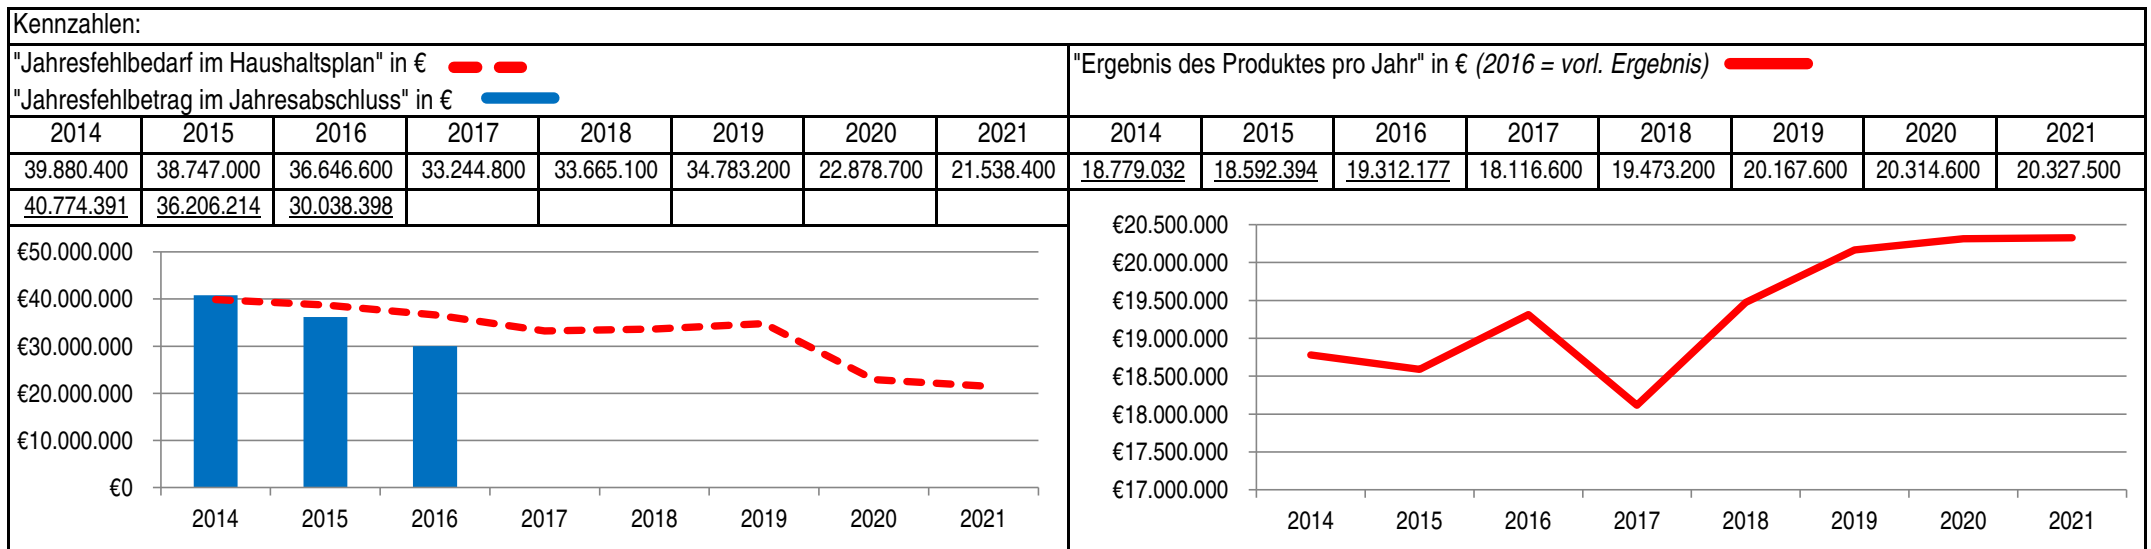 Kennzahlen:
"Jahresfehlbedarf im Haushaltsplan" in €
"Jahresfehlbetrag im Jahresabschluss" in €
2014 2015 2016 2017 2018 2019 2020 2021
39.880.400 38.747.000 36.646.600 33.244.800 33.665.100 34.783.200 22.878.700 21.538.400
40.774.391 36.206.214 30.038.398
€50.000.000
€40.000.000
€30.000.000
€20.000.000
€10.000.000
€0
2014 2015 2016 2017 2018 2019 2020 2021
"Ergebnis des Produktes pro Jahr" in € (2016 = vorl. Ergebnis)
2014 2015 2016 2017 2018 2019 2020 2021
18.779.032 18.592.394 19.312.177 18.116.600 19.473.200 20.167.600 20.314.600 20.327.500
€20.500.000
€20.000.000
€19.500.000
€19.000.000
€18.500.000
€18.000.000
€17.500.000
€17.000.000
2014 2015 2016 2017 2018 2019 2020 2021